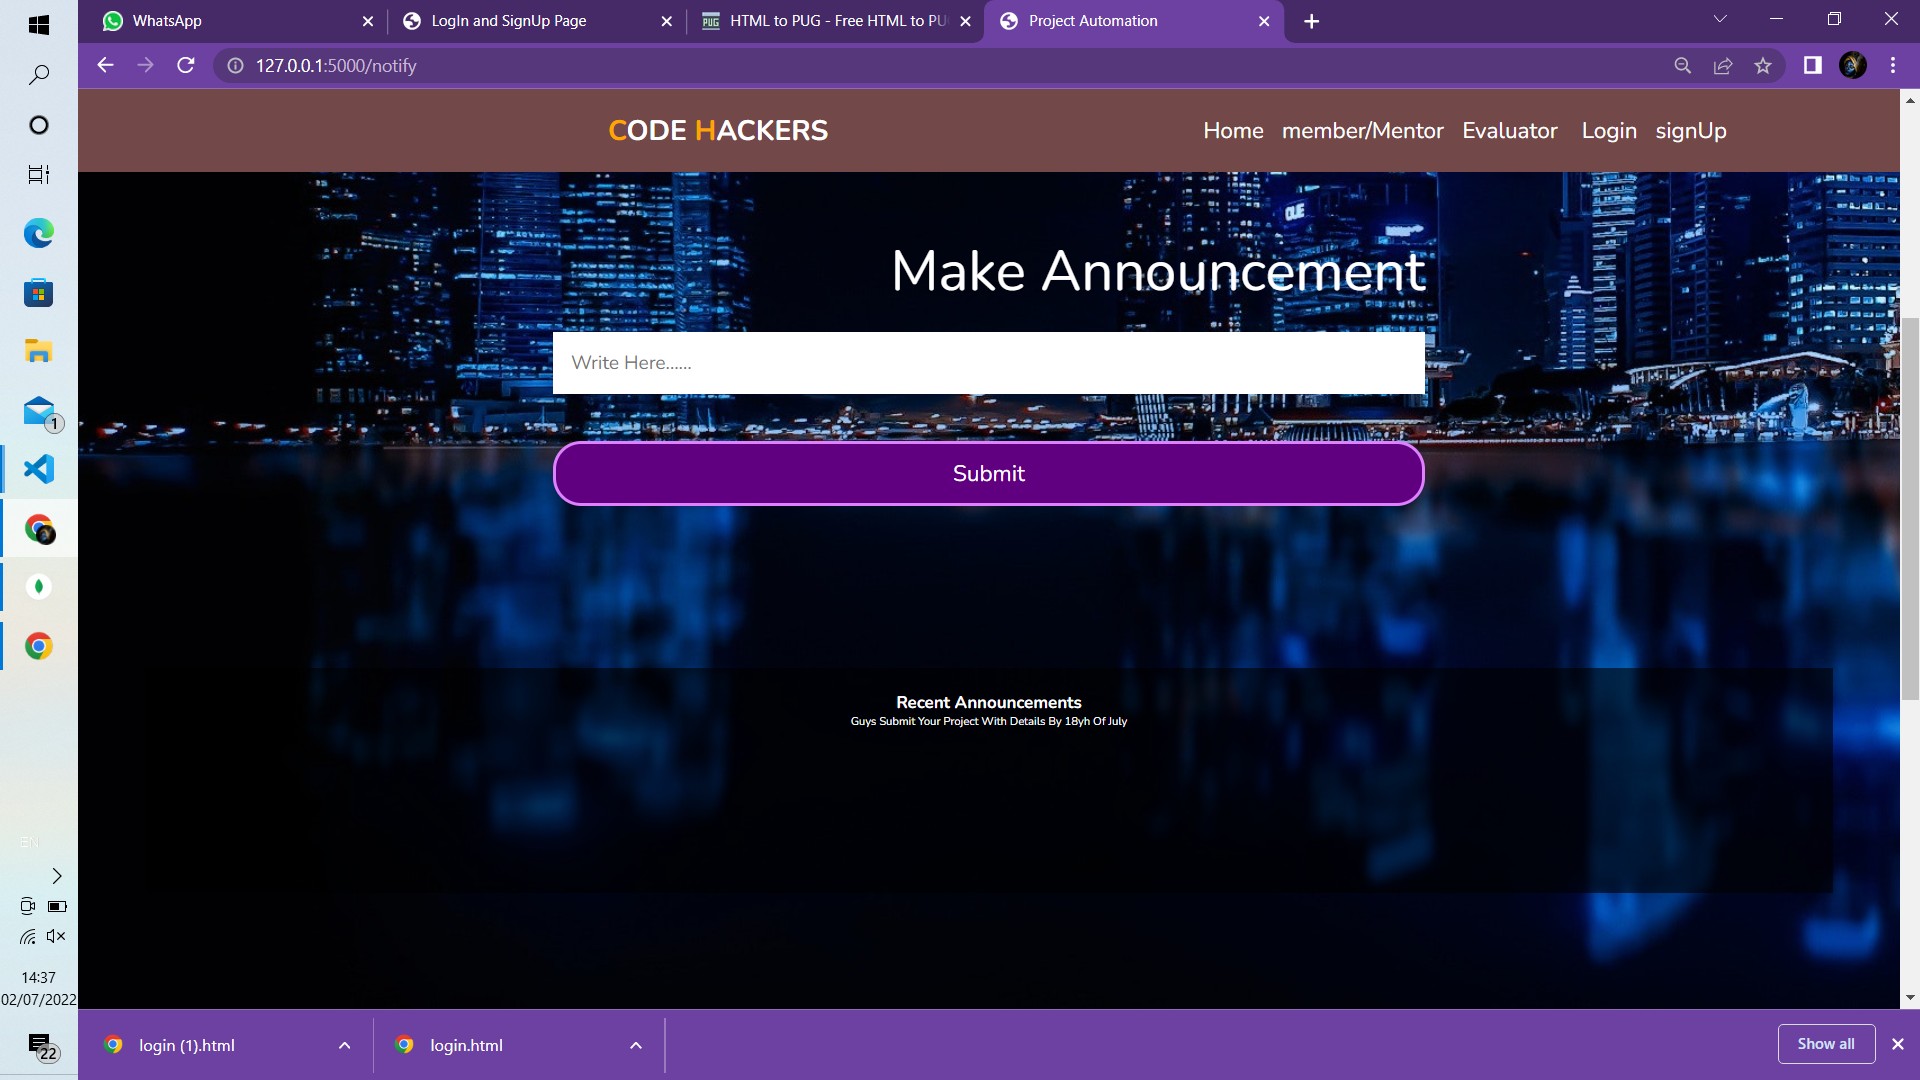 WhatsApp
LogIn and SignUp Page
HTML to PUG - Free HTML to PU
Project Automation
127.0.0.1:5000/notify
CODE HACKERS
Home member/Mentor Evaluator Login signUp
Make Announcement
Write Here......
Submit
Recent Announcements
Guys Submit Your Project With Details By 18yh Of July
1
EN
14:37
02/07/2022
22
login (1).html
login.html
Show all